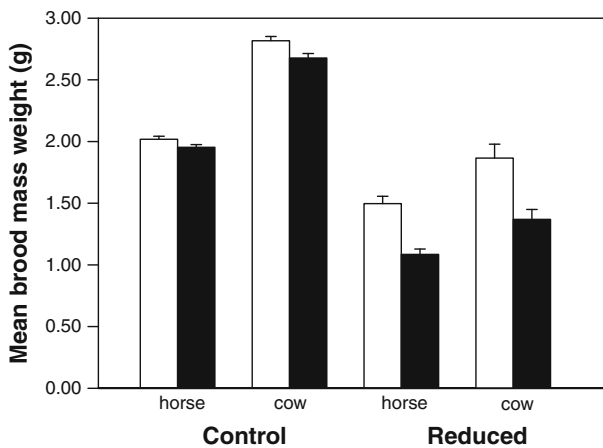 Mean brood mass weight (g)
3.00
2.50
2.00
1.50
1.00
0.50
0.00
horse cow horse cow
Control Reduced